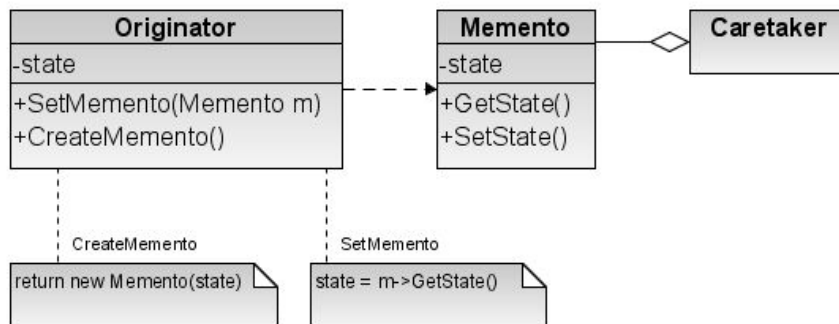 Originator
-state
+SetMemento(Memento m)
+CreateMemento()
Memento
-state
+GetState()
+SetState()
Caretaker
CreateMemento
return new Memento(state)
SetMemento
state = m->GetState()